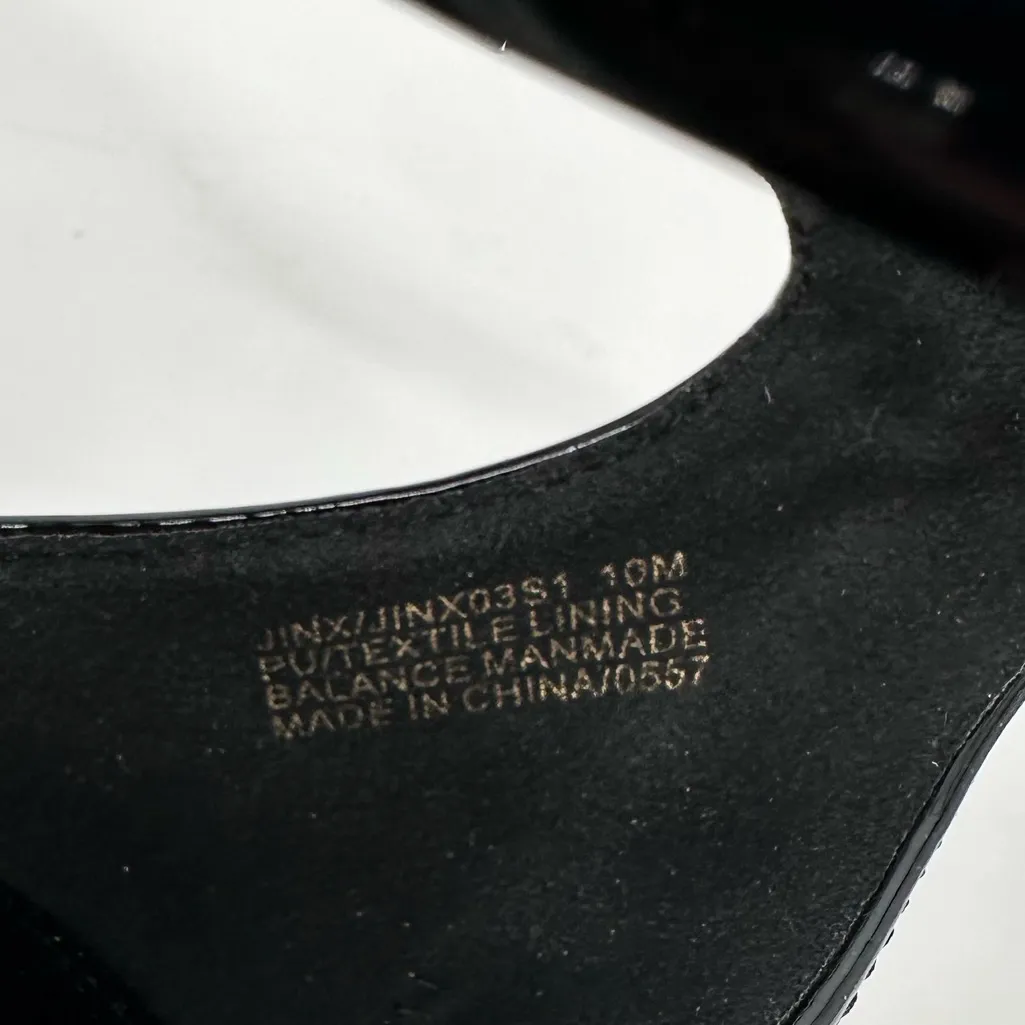 JINX/JINX03S1 10M
PU/TEXTILE LINING
BALANCE MANMADE
MADE IN CHINA/0557